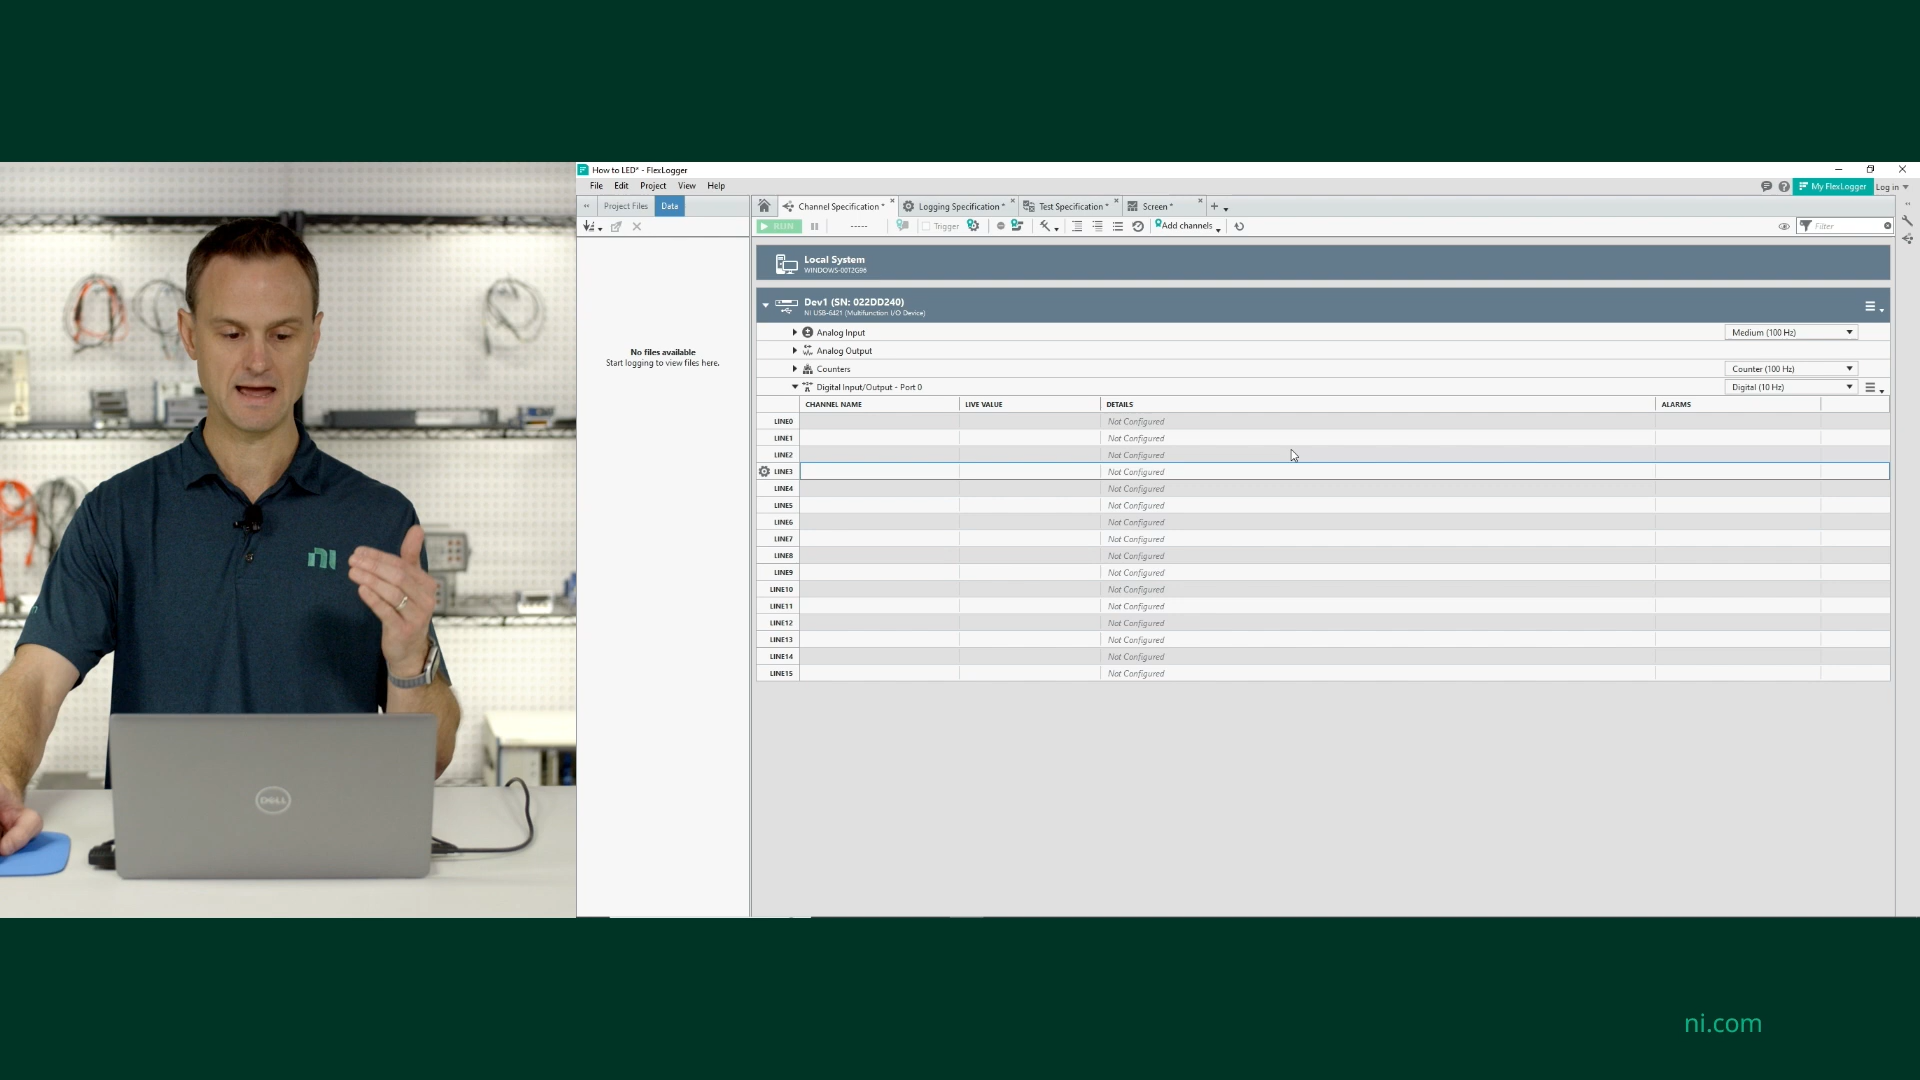 How to LED* - FlexLogger
File Edit Project View Help
My FlexLogger Log in
Project Files Data
Channel Specification * Logging Specification * Test Specification * Screen *
RUN ----- Trigger Add channels Filter
Local System
WINDOWS-00T2G96
Dev1 (SN: 022DD240)
NI USB-6421 (Multifunction I/O Device)
Analog Input Medium (100 Hz)
Analog Output
Counters Counter (100 Hz)
Digital Input/Output - Port 0 Digital (10 Hz)
CHANNEL NAME LIVE VALUE DETAILS ALARMS
LINE0 Not Configured
LINE1 Not Configured
LINE2 Not Configured
LINE3 Not Configured
LINE4 Not Configured
LINE5 Not Configured
LINE6 Not Configured
LINE7 Not Configured
LINE8 Not Configured
LINE9 Not Configured
LINE10 Not Configured
LINE11 Not Configured
LINE12 Not Configured
LINE13 Not Configured
LINE14 Not Configured
LINE15 Not Configured
No files available
Start logging to view files here.
ni
DELL
ni.com